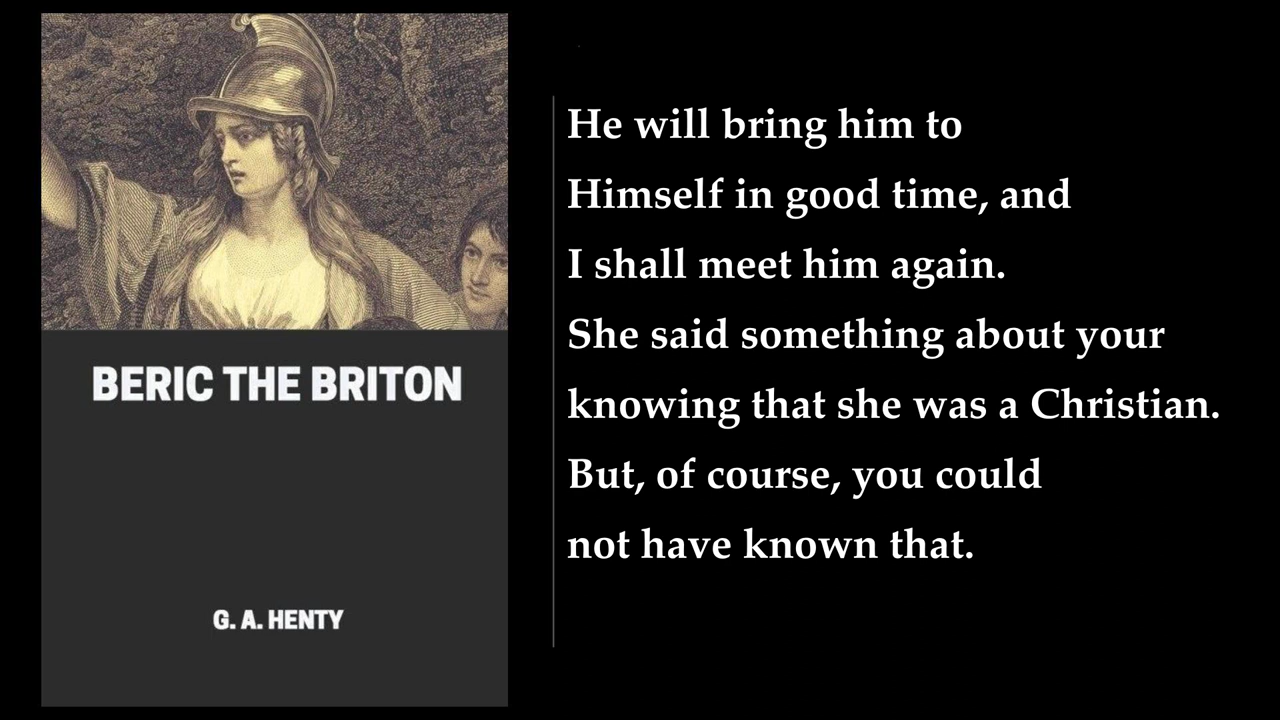 BERIC THE BRITON
G. A. HENTY
He will bring him to
Himself in good time, and
I shall meet him again.
She said something about your
knowing that she was a Christian.
But, of course, you could
not have known that.